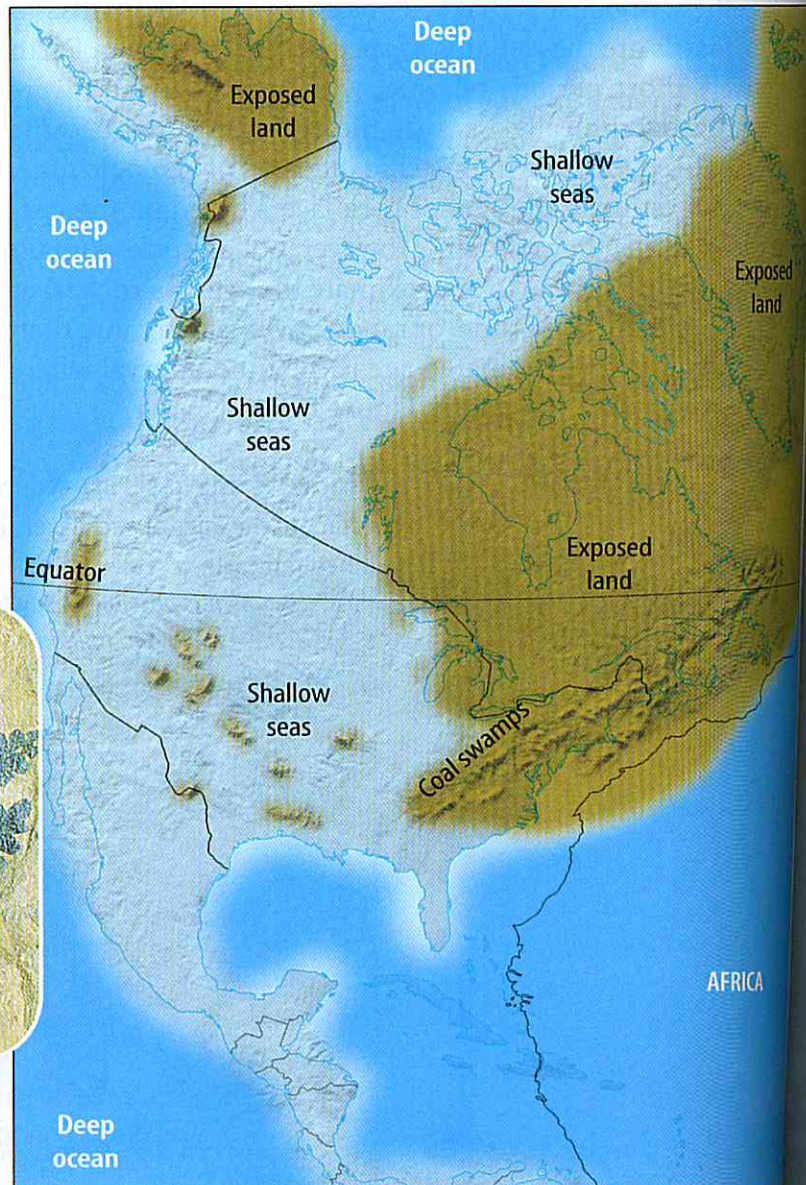 Deep
ocean
Exposed
land
Shallow
seas
Deep
ocean
Exposed
land
Shallow
seas
Equator
Exposed
land
Shallow
seas
Coal swamps
AFRICA
Deep
ocean